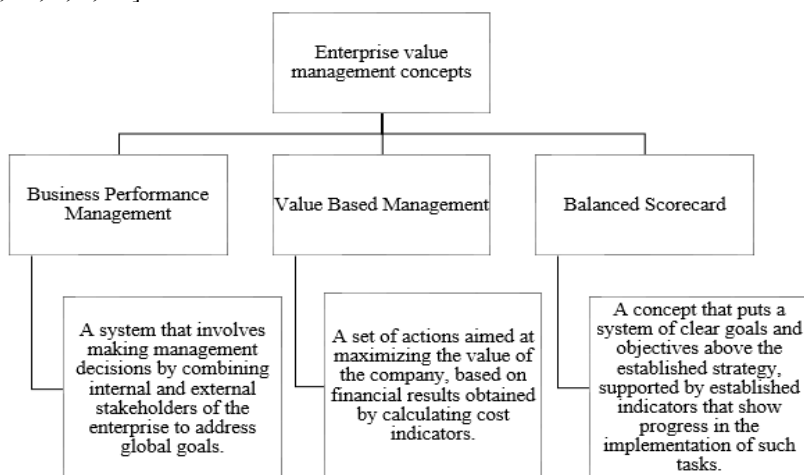 Enterprise value
management concepts
Business Performance
Management
Value Based Management
Balanced Scorecard
A system that involves
making management
decisions by combining
internal and external
stakeholders of the
enterprise to address
global goals.
A set of actions aimed at
maximizing the value of
the company, based on
financial results obtained
by calculating cost
indicators.
A concept that puts a
system of clear goals and
objectives above the
established strategy,
supported by established
indicators that show
progress in the
implementation of such
tasks.